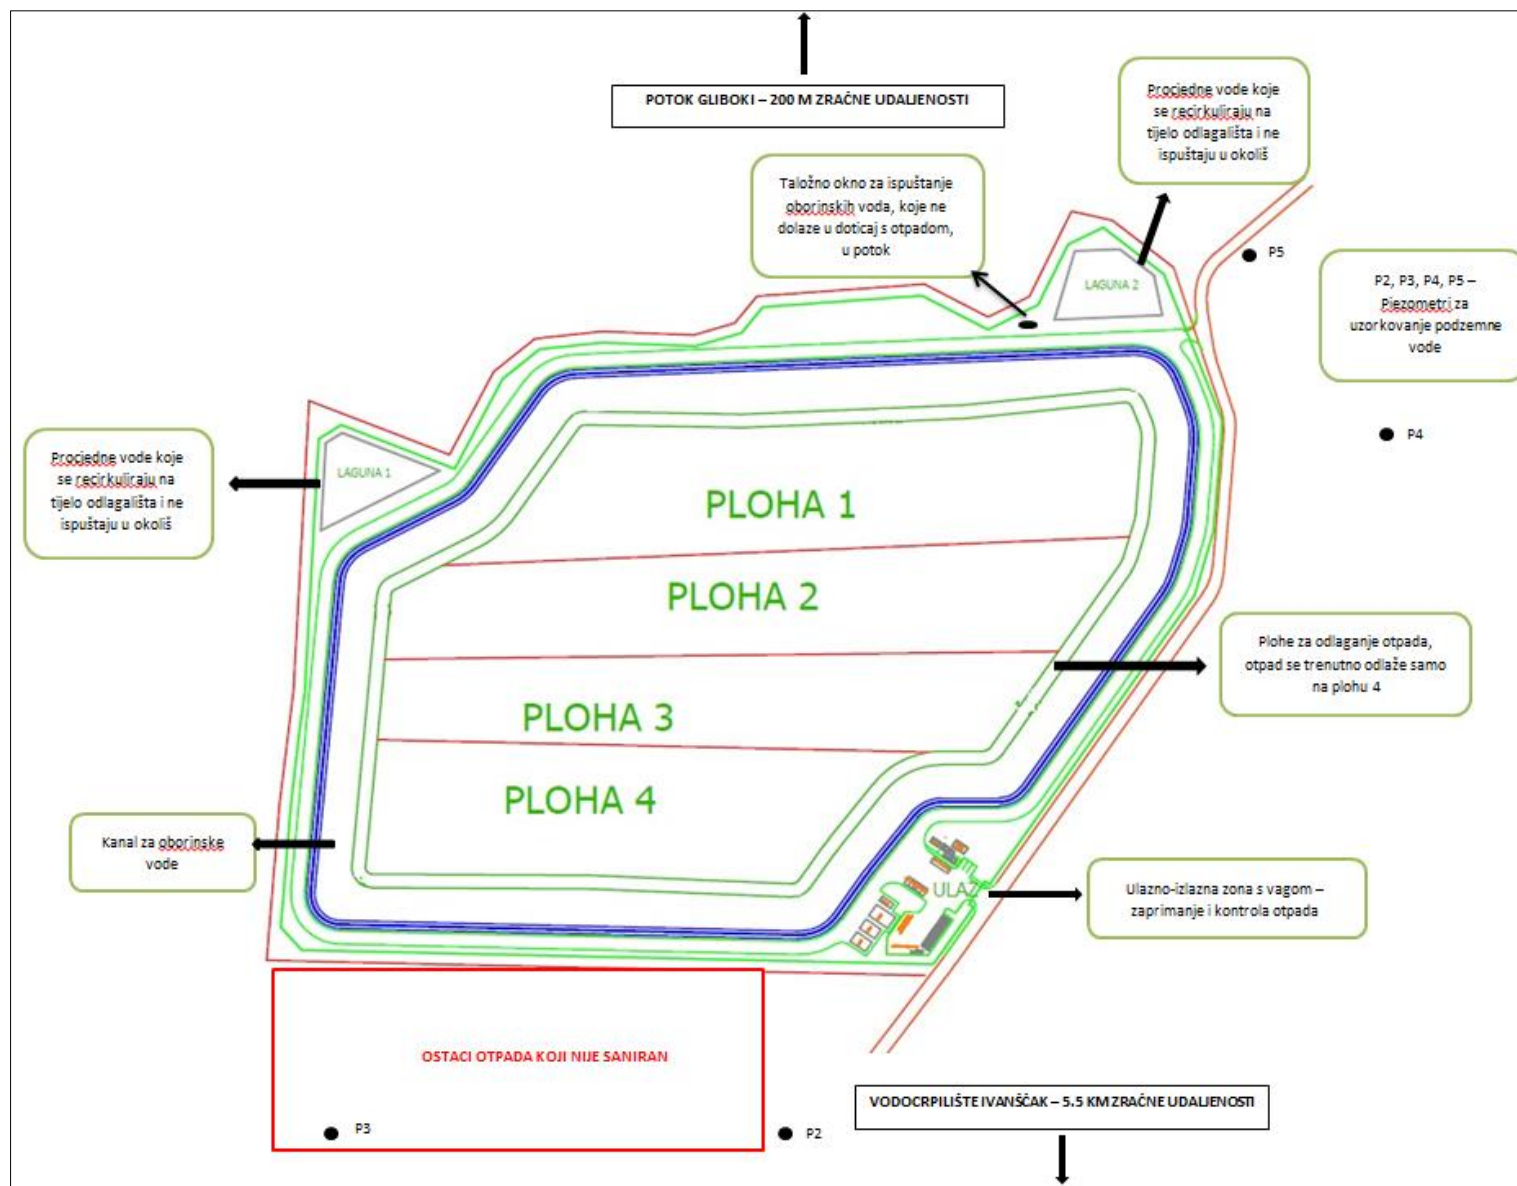 POTOK GLIBOKI – 200 M ZRAČNE UDALJENOSTI
Procjedne vode koje
se recirkuliraju na
tijelo odlagališta i ne
ispuštaju u okoliš
Taložno okno za ispuštanje
oborinskih voda, koje ne
dolaze u doticaj s otpadom,
u potok
P5
LAGUNA 2
P2, P3, P4, P5 –
Piezometri za
uzorkovanje podzemne
vode
P4
Procjedne vode koje
se recirkuliraju na
tijelo odlagališta i ne
ispuštaju u okoliš
LAGUNA 1
PLOHA 1
PLOHA 2
Plohe za odlaganje otpada,
otpad se trenutno odlaže samo
na plohu 4
PLOHA 3
PLOHA 4
Kanal za oborinske
vode
ULAZ
Ulazno-izlazna zona s vagom –
zaprimanje i kontrola otpada
OSTACI OTPADA KOJI NIJE SANIRAN
VODOCRPILIŠTE IVANŠČAK – 5.5 KM ZRAČNE UDALJENOSTI
P3
P2